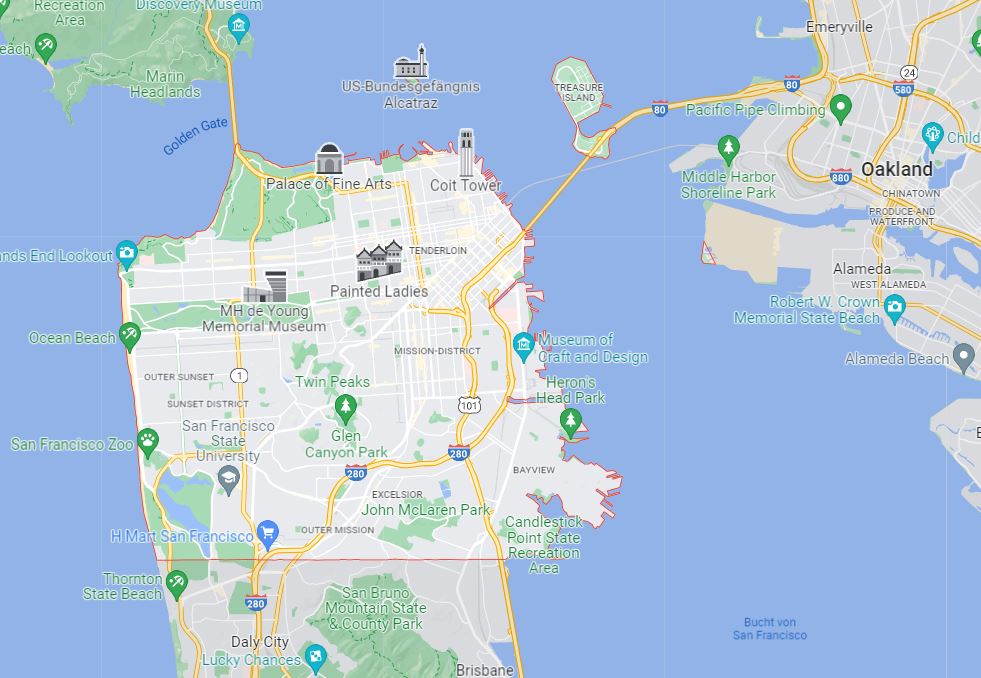 Recreation
Area
Discovery Museum
each
Marin
Headlands
Golden Gate
US-Bundesgefängnis
Alcatraz
TREASURE
ISLAND
Emeryville
24
80
580
80
Pacific Pipe Climbing
Child
Oakland
880
CHINATOWN
Middle Harbor
Shoreline Park
PRODUCE AND
WATERFRONT
Palace of Fine Arts
Coit Tower
nds End Lookout
TENDERLOIN
Alameda
WEST ALAMEDA
Painted Ladies
Robert W. Crown
Memorial State Beach
MH de Young
Memorial Museum
Ocean Beach
Museum of
Craft and Design
MISSION-DISTRICT
Alameda Beach
OUTER SUNSET
1
Twin Peaks
Heron's
Head Park
SUNSET DISTRICT
101
San Francisco
State
University
Glen
Canyon Park
San Francisco Zoo
280
280
BAYVIEW
EXCELSIOR
John McLaren Park
OUTER MISSION
H Mart San Francisco
Candlestick
Point State
Recreation
Area
Thornton
State Beach
280
San Bruno
Mountain State
& County Park
Bucht von
San Francisco
Daly City
Lucky Chances
Brisbane